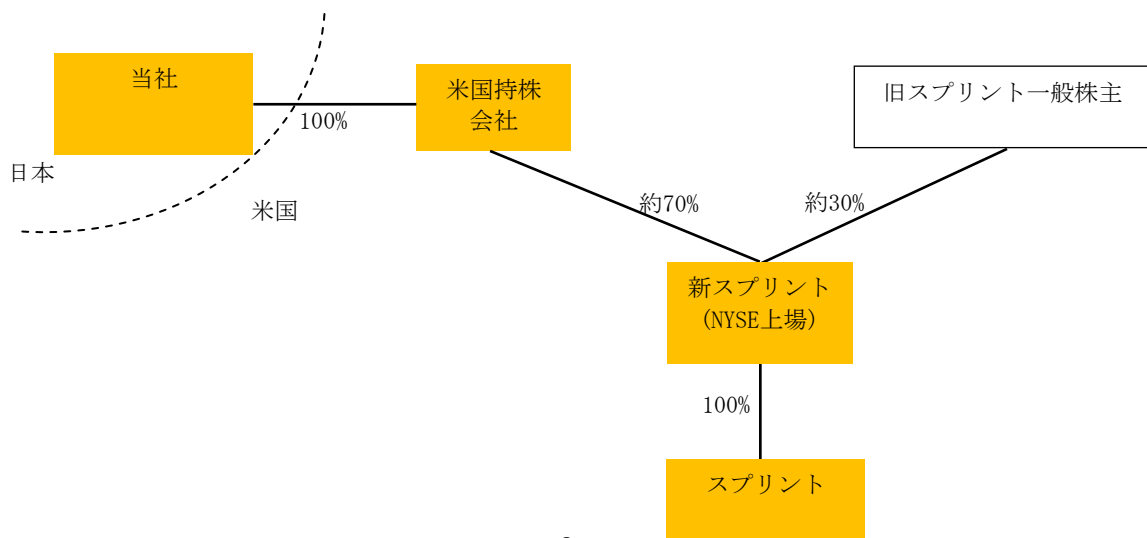 当社
米国持株
会社
旧スプリント一般株主
100%
日本
米国
約70%
約30%
新スプリント
(NYSE上場)
100%
スプリント